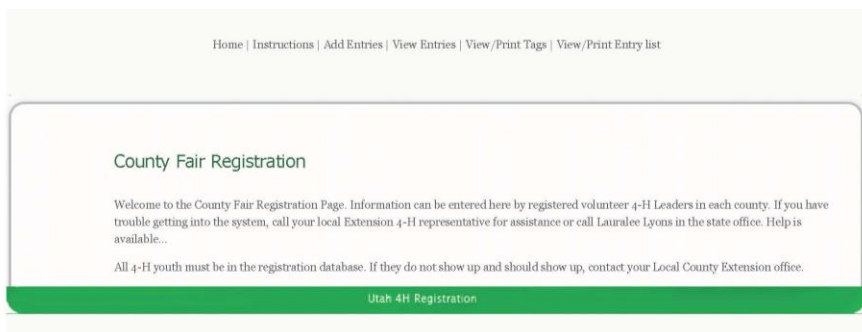 Home | Instructions | Add Entries | View Entries | View/Print Tags | View/Print Entry list
County Fair Registration
Welcome to the County Fair Registration Page. Information can be entered here by registered volunteer 4-H Leaders in each county. If you have
trouble getting into the system, call your local Extension 4-H representative for assistance or call Lauralee Lyons in the state office. Help is
available...
All 4-H youth must be in the registration database. If they do not show up and should show up, contact your Local County Extension office.
Utah 4H Registration